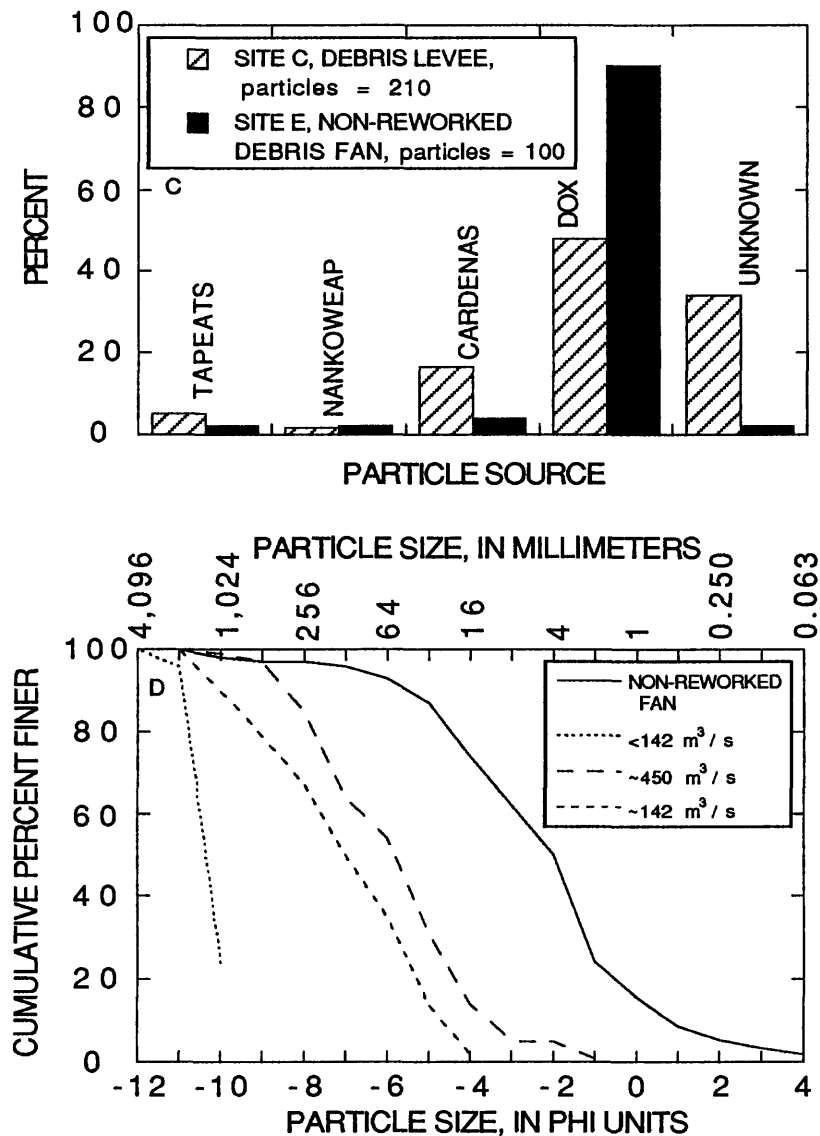 100
80
60
40
20
0
PERCENT
SITE C, DEBRIS LEVEE,
particles = 210
SITE E, NON-REWORKED
DEBRIS FAN, particles = 100
C
TAPEATS
NANKOWEAP
CARDENAS
DOX
UNKNOWN
PARTICLE SOURCE
PARTICLE SIZE, IN MILLIMETERS
4,096
1,024
256
64
16
4
1
0.250
0.063
100
80
60
40
20
0
CUMULATIVE PERCENT FINER
D
NON-REWORKED
FAN
<142 m³/ s
~450 m³/ s
~142 m³/ s
-12 -10 -8 -6 -4 -2 0 2 4
PARTICLE SIZE, IN PHI UNITS